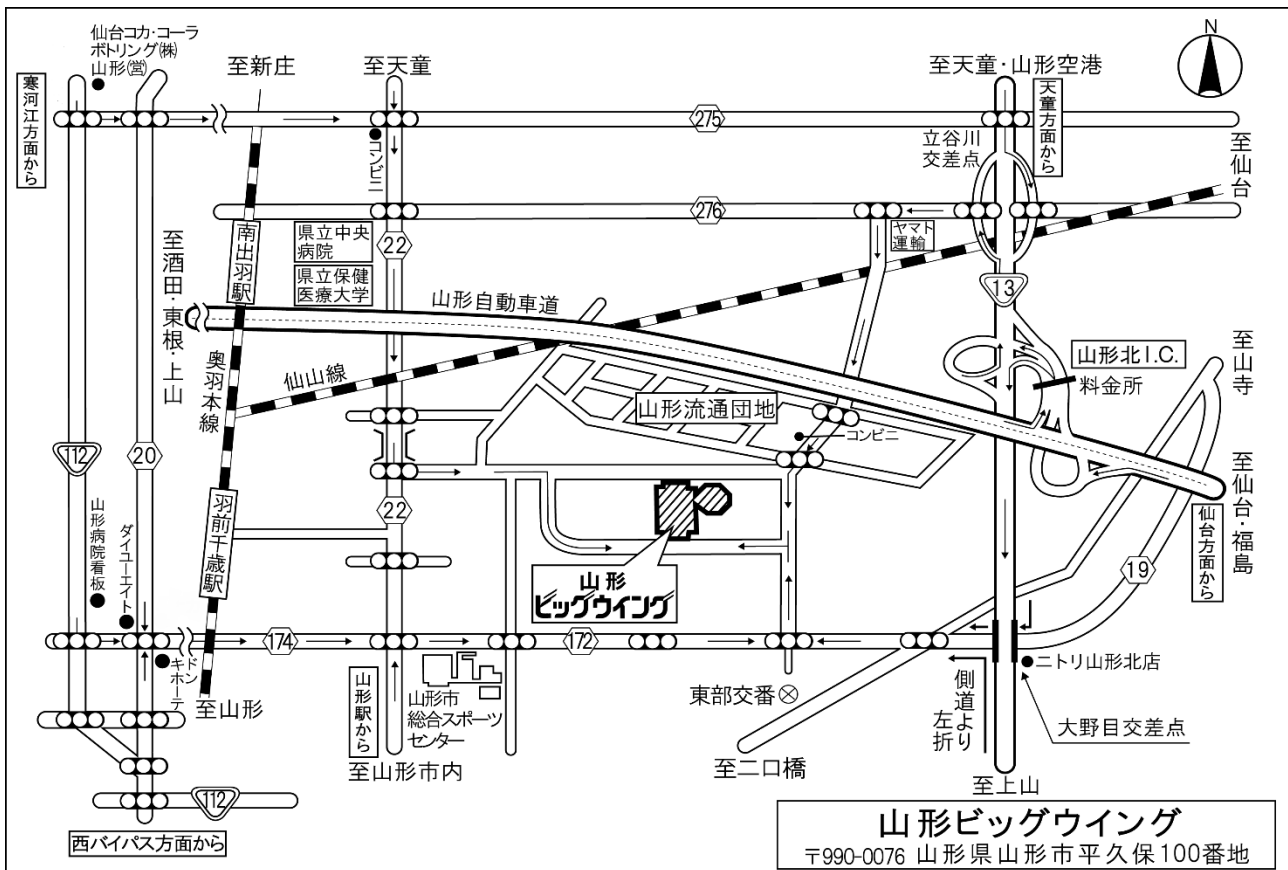 仙台コカ・コーラ
ボトリング(株)
山形(営)
至新庄
至天童
至天童・山形空港
N
寒河江方面から
天童方面から
275
コンビニ
立谷川
交差点
至仙台
276
ヤマト
運輸
県立中央
病院
22
県立保健
医療大学
南出羽駅
至酒田・東根・上山
山形自動車道
13
奥羽本線
仙山線
山形北I.C.
料金所
至山寺
山形流通団地
コンビニ
112
20
至仙台・福島
仙台方面から
22
羽前千歳駅
山形病院看板
ダイユーエイト
山形
ビッグウイング
19
174
172
ドン
キホーテ
ニトリ山形北店
山形駅から
山形市
総合スポーツ
センター
東部交番
側道より
左折
大野目交差点
至山形
至山形市内
至二口橋
至上山
112
西バイパス方面から
山形ビッグウイング
〒990-0076 山形県山形市平久保100番地